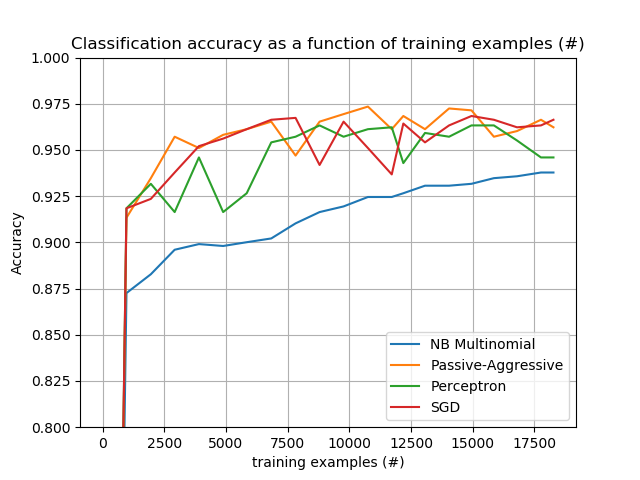 Classification accuracy as a function of training examples (#)
1.000
0.975
0.950
0.925
0.900
0.875
0.850
0.825
0.800
Accuracy
NB Multinomial
Passive-Aggressive
Perceptron
SGD
0 2500 5000 7500 10000 12500 15000 17500
training examples (#)